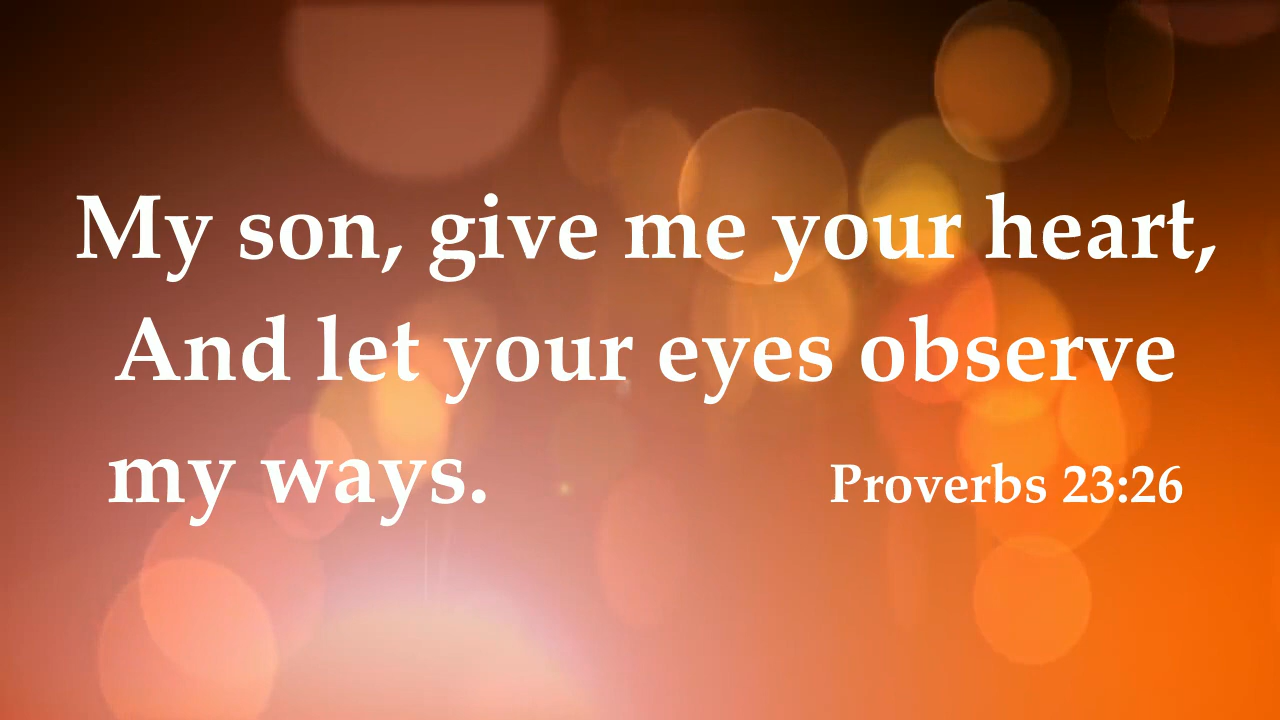 My son, give me your heart,
And let your eyes observe
my ways.
Proverbs 23:26